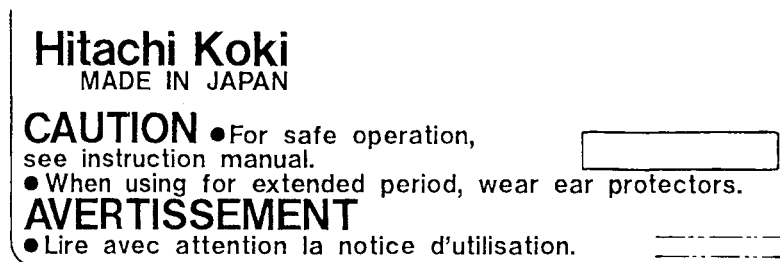 Hitachi Koki
MADE IN JAPAN
CAUTION ●For safe operation,
see instruction manual.
●When using for extended period, wear ear protectors.
AVERTISSEMENT
●Lire avec attention la notice d'utilisation.